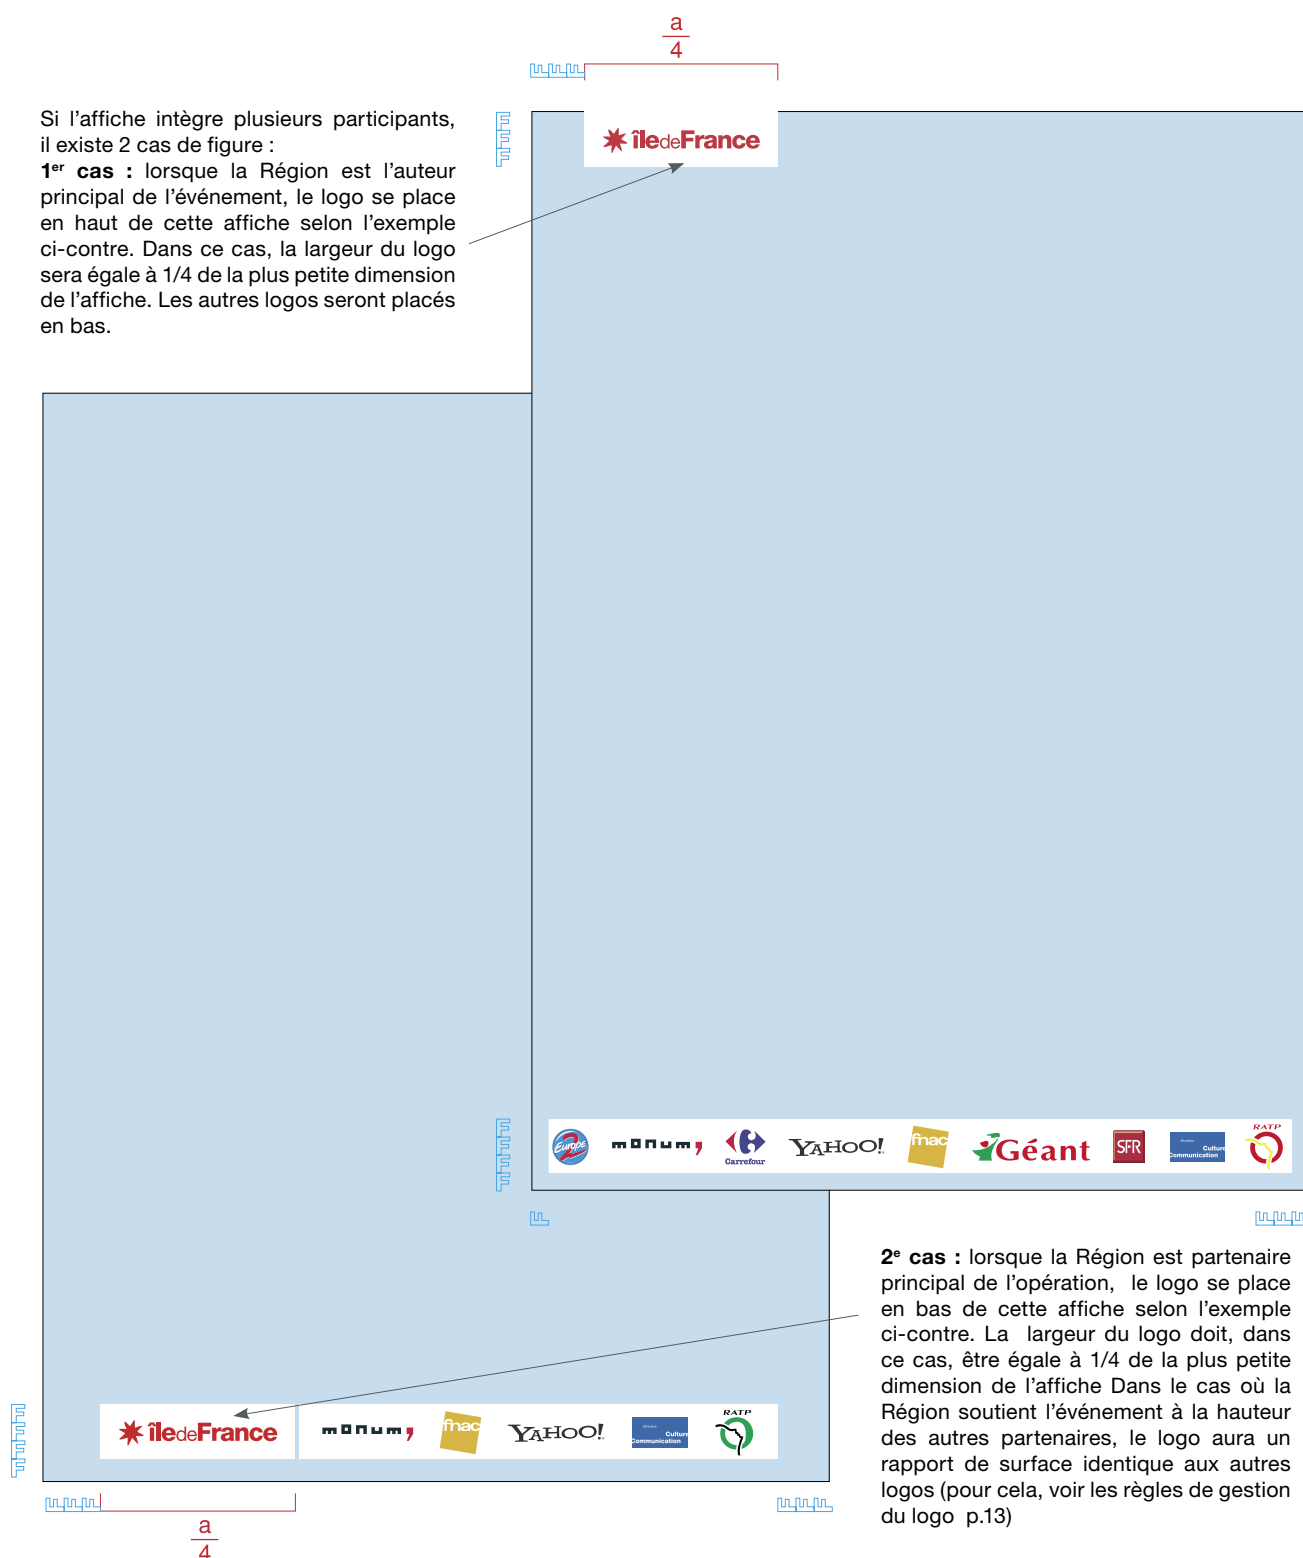 a
4
Si l’affiche intègre plusieurs participants,
il existe 2 cas de figure :
1er cas : lorsque la Région est l’auteur
principal de l’événement, le logo se place
en haut de cette affiche selon l’exemple
ci-contre. Dans ce cas, la largeur du logo
sera égale à 1/4 de la plus petite dimension
de l’affiche. Les autres logos seront placés
en bas.
îledeFrance
Europe 2
monum,
Carrefour
YAHOO!
fnac
Géant
SFR
Culture
Communication
RATP
2e cas : lorsque la Région est partenaire
principal de l’opération, le logo se place
en bas de cette affiche selon l’exemple
ci-contre. La largeur du logo doit, dans
ce cas, être égale à 1/4 de la plus petite
dimension de l’affiche Dans le cas où la
Région soutient l’événement à la hauteur
des autres partenaires, le logo aura un
rapport de surface identique aux autres
logos (pour cela, voir les règles de gestion
du logo p.13)
îledeFrance
monum,
fnac
YAHOO!
Culture
Communication
RATP
a
4